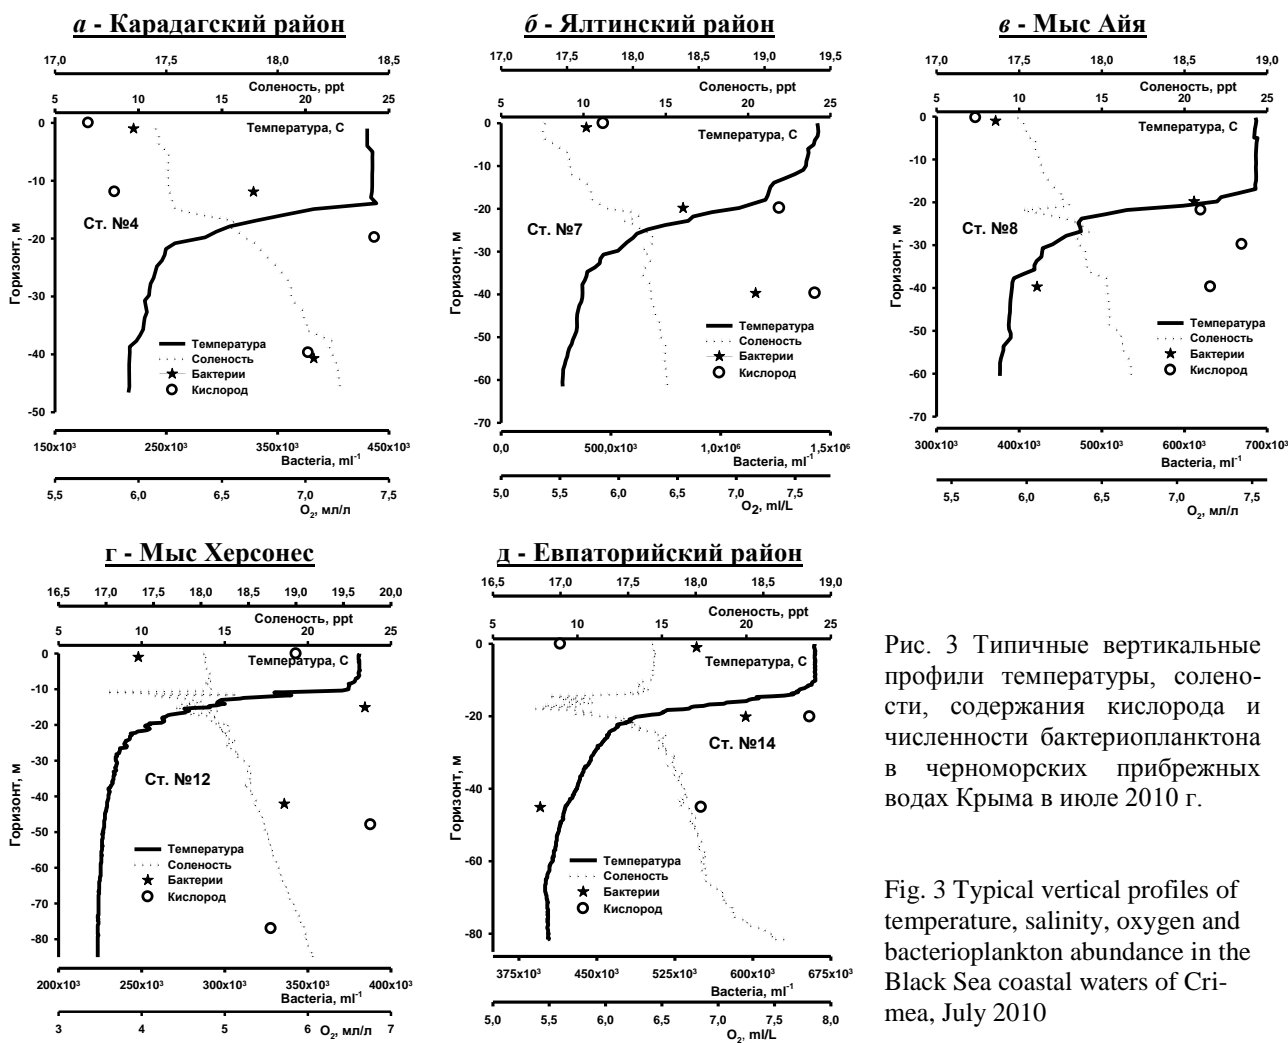 а - Карадагский район
17,0 17,5 18,0 18,5
Соленость, ppt
5 10 15 20 25
Температура, С
0
-10
-20
-30
-40
-50
Горизонт, м
Ст. №4
Температура
Соленость
Бактерии
Кислород
150x10³ 250x10³ 350x10³ 450x10³
Bacteria, ml⁻¹
5,5 6,0 6,5 7,0 7,5
O₂, мл/л
б - Ялтинский район
17,0 17,5 18,0 18,5 19,0 19,5
Соленость, ppt
5 10 15 20 25
Температура, С
0
-10
-20
-30
-40
-50
-60
-70
Горизонт, м
Ст. №7
Температура
Соленость
Бактерии
Кислород
0,0 500,0x10³ 1,0x10⁶ 1,5x10⁶
Bacteria, ml⁻¹
5,0 5,5 6,0 6,5 7,0 7,5
O₂, ml/L
в - Мыс Айя
17,0 17,5 18,0 18,5 19,0
Соленость, ppt
5 10 15 20 25
Температура, С
0
-10
-20
-30
-40
-50
-60
-70
Горизонт, м
Ст. №8
Температура
Соленость
Бактерии
Кислород
300x10³ 400x10³ 500x10³ 600x10³ 700x10³
Bacteria, ml⁻¹
5,5 6,0 6,5 7,0 7,5
O₂, мл/л
г - Мыс Херсонес
16,5 17,0 17,5 18,0 18,5 19,0 19,5 20,0
Соленость, ppt
5 10 15 20 25
Температура, С
0
-20
-40
-60
-80
Горизонт, м
Ст. №12
Температура
Соленость
Бактерии
Кислород
200x10³ 250x10³ 300x10³ 350x10³ 400x10³
Bacteria, ml⁻¹
3 4 5 6 7
O₂, мл/л
д - Евпаторийский район
16,5 17,0 17,5 18,0 18,5 19,0
Соленость, ppt
5 10 15 20 25
Температура, С
0
-20
-40
-60
-80
Горизонт, м
Ст. №14
Температура
Соленость
Бактерии
Кислород
375x10³ 450x10³ 525x10³ 600x10³ 675x10³
Bacteria, ml⁻¹
5,0 5,5 6,0 6,5 7,0 7,5 8,0
O₂, ml/L
Рис. 3 Типичные вертикальные
профили температуры, солено-
сти, содержания кислорода и
численности бактериопланктона
в черноморских прибрежных
водах Крыма в июле 2010 г.
Fig. 3 Typical vertical profiles of
temperature, salinity, oxygen and
bacterioplankton abundance in the
Black Sea coastal waters of Cri-
mea, July 2010